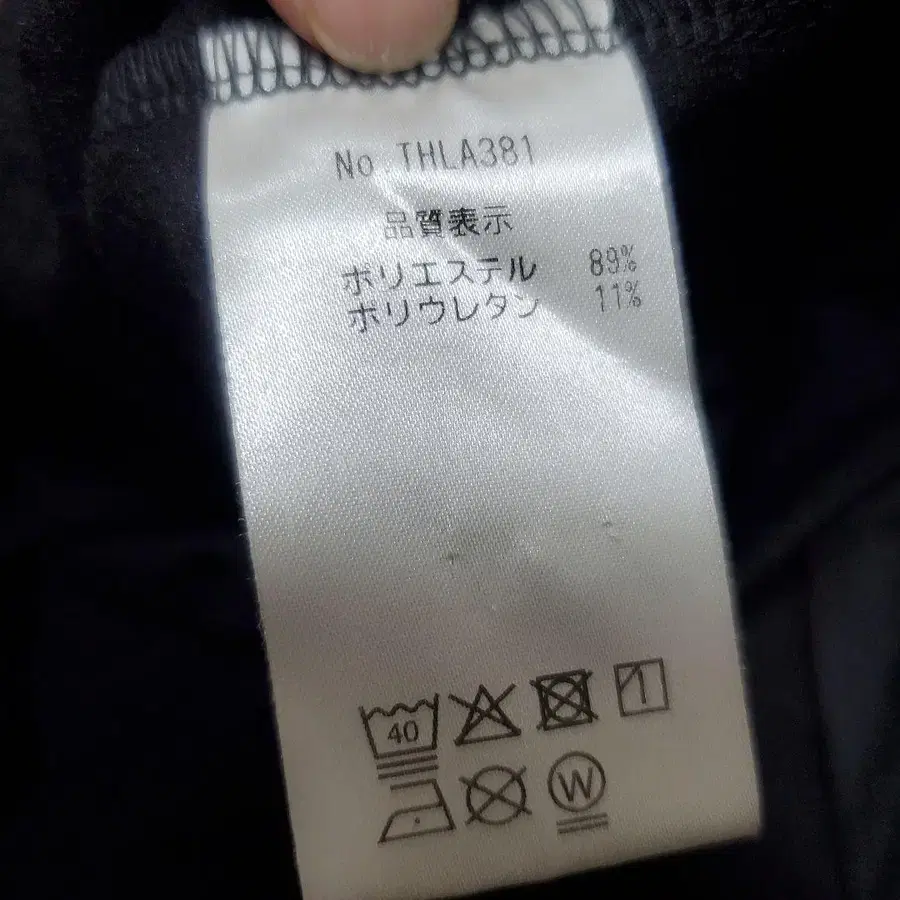 No.THLA381
品質表示
ポリエステル 89%
ポリウレタン 11%
40
W